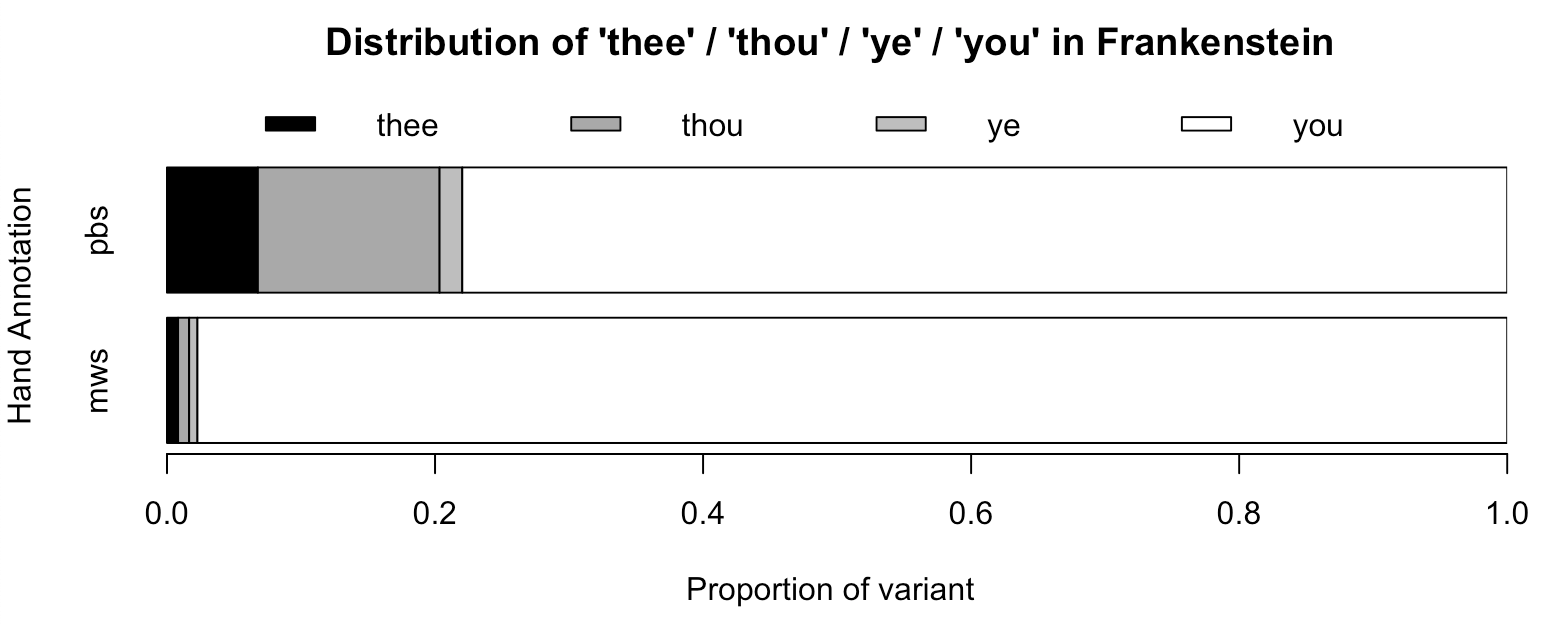 Distribution of 'thee' / 'thou' / 'ye' / 'you' in Frankenstein
thee thou ye you
Hand Annotation
pbs
mws
0.0 0.2 0.4 0.6 0.8 1.0
Proportion of variant